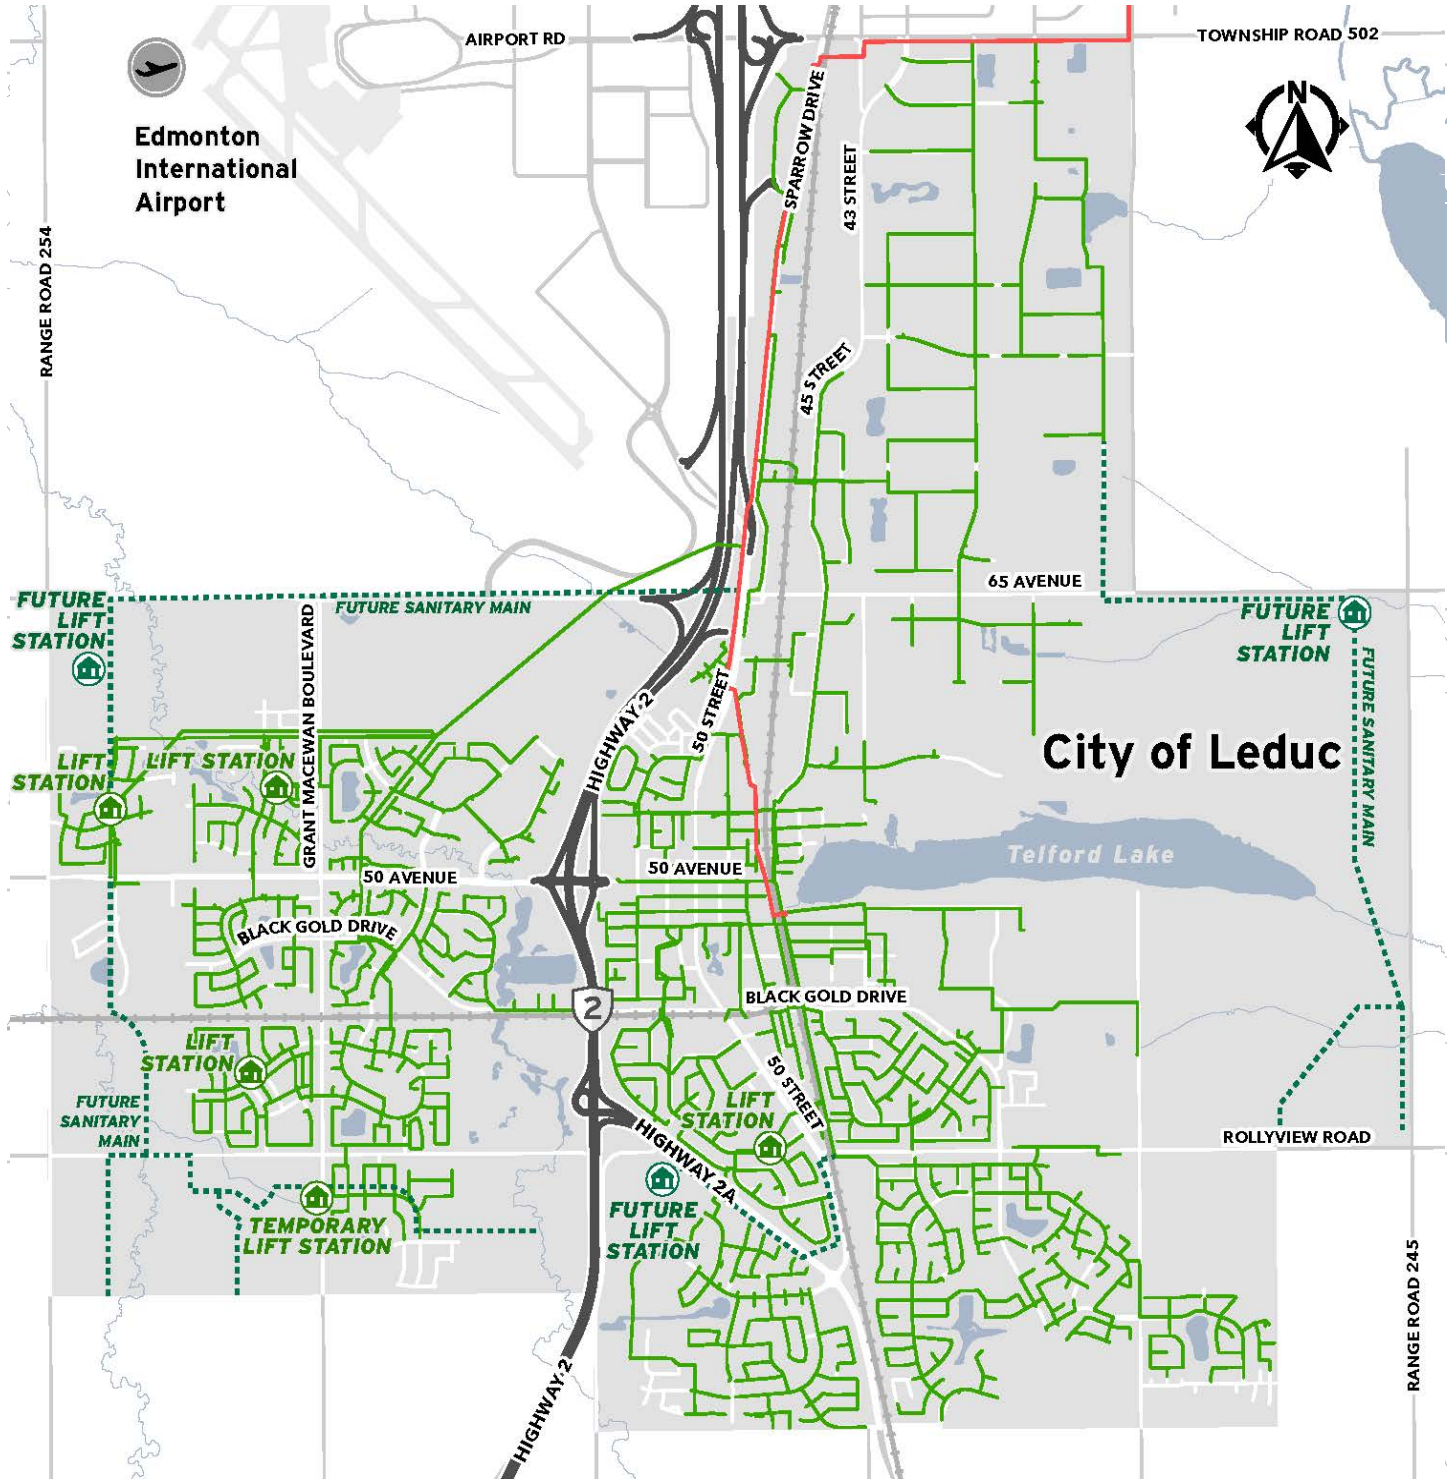 AIRPORT RD
TOWNSHIP ROAD 502
N
Edmonton
International
Airport
SPARROW DRIVE
43 STREET
RANGE ROAD 254
45 STREET
65 AVENUE
FUTURE
LIFT
STATION
FUTURE SANITARY MAIN
GRANT MACEWAN BOULEVARD
FUTURE
LIFT
STATION
FUTURE SANITARY MAIN
50 STREET
HIGHWAY 2
City of Leduc
LIFT
STATION
LIFT STATION
Telford Lake
50 AVENUE
50 AVENUE
BLACK GOLD DRIVE
BLACK GOLD DRIVE
2
LIFT
STATION
50 STREET
FUTURE
SANITARY
MAIN
LIFT
STATION
HIGHWAY 2A
ROLLYVIEW ROAD
FUTURE
LIFT
STATION
TEMPORARY
LIFT STATION
RANGE ROAD 245
HIGHWAY 2